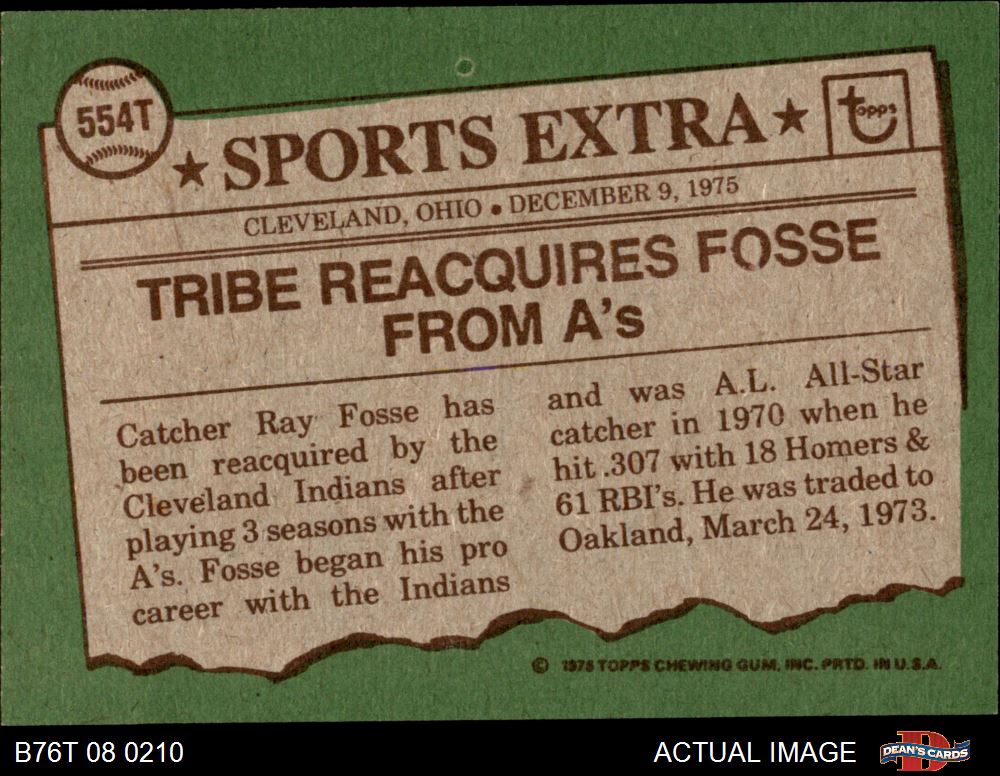 554T
★ SPORTS EXTRA ★
Topps
CLEVELAND, OHIO • DECEMBER 9, 1975
TRIBE REACQUIRES FOSSE
FROM A's
Catcher Ray Fosse has
been reacquired by the
Cleveland Indians after
playing 3 seasons with the
A's. Fosse began his pro
career with the Indians
and was A.L. All-Star
catcher in 1970 when he
hit .307 with 18 Homers &
61 RBI's. He was traded to
Oakland, March 24, 1973.
© 1976 TOPPS CHEWING GUM, INC. PRTD. IN U.S.A.
B76T 08 0210
ACTUAL IMAGE
DEAN'S CARDS